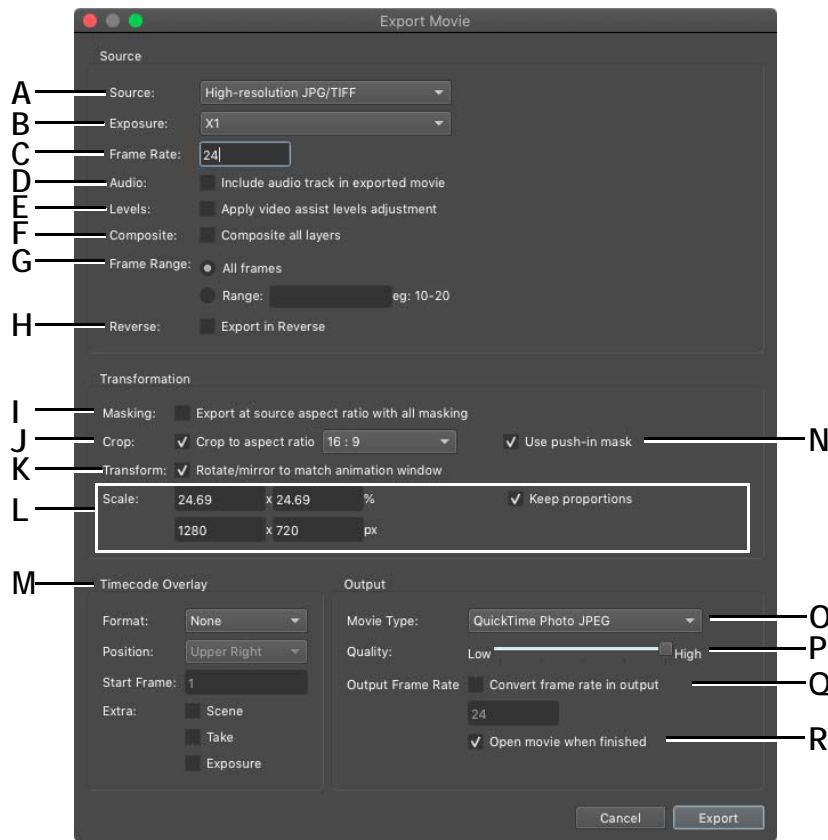 Export Movie
Source
A Source: High-resolution JPG/TIFF
B Exposure: X1
C Frame Rate: 24
D Audio: Include audio track in exported movie
E Levels: Apply video assist levels adjustment
F Composite: Composite all layers
G Frame Range: All frames
Range: eg: 10-20
H Reverse: Export in Reverse
Transformation
I Masking: Export at source aspect ratio with all masking
J Crop: Crop to aspect ratio 16 : 9 Use push-in mask N
K Transform: Rotate/mirror to match animation window
L Scale: 24.69 x 24.69 % Keep proportions
1280 x 720 px
M Timecode Overlay
Format: None
Position: Upper Right
Start Frame: 1
Extra: Scene
Take
Exposure
Output
Movie Type: QuickTime Photo JPEG O
Quality: Low High P
Output Frame Rate Convert frame rate in output Q
24
Open movie when finished R
Cancel Export